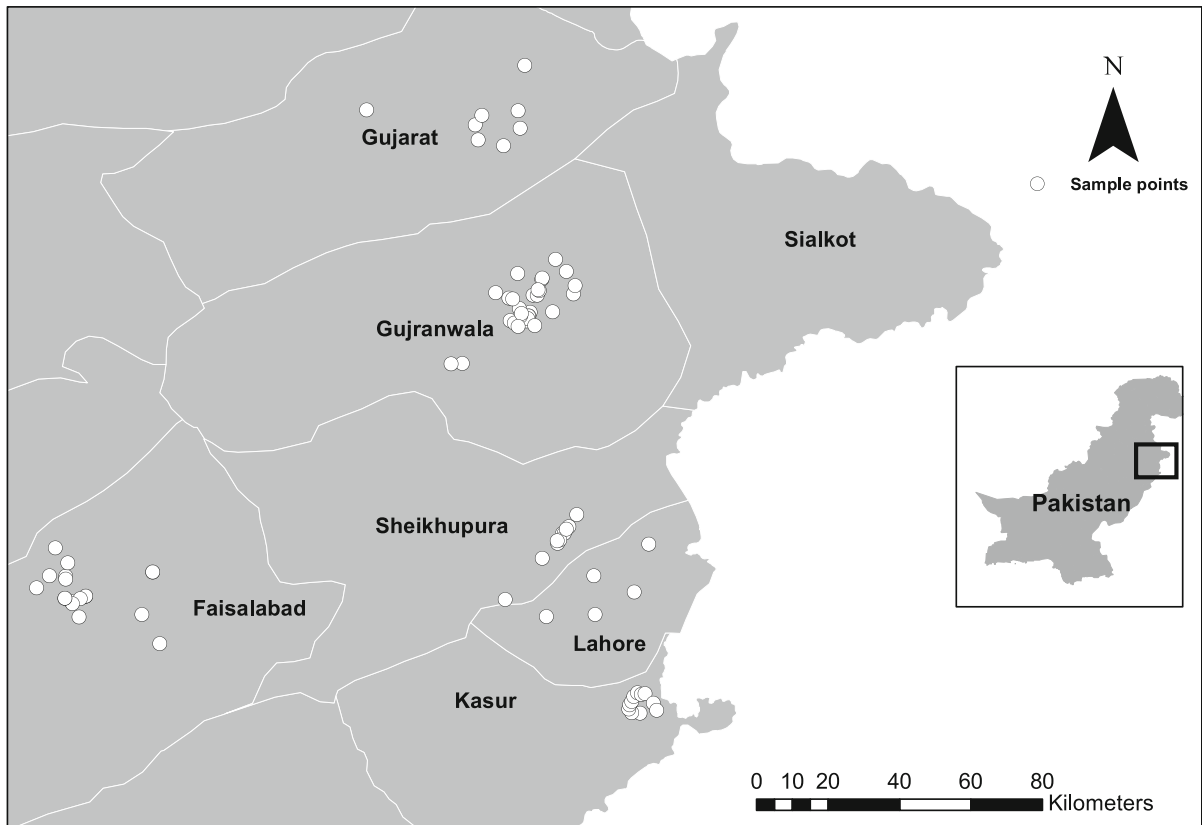 N
Sample points
Gujarat
Sialkot
Gujranwala
Sheikhupura
Pakistan
Faisalabad
Lahore
Kasur
0 10 20 40 60 80
Kilometers